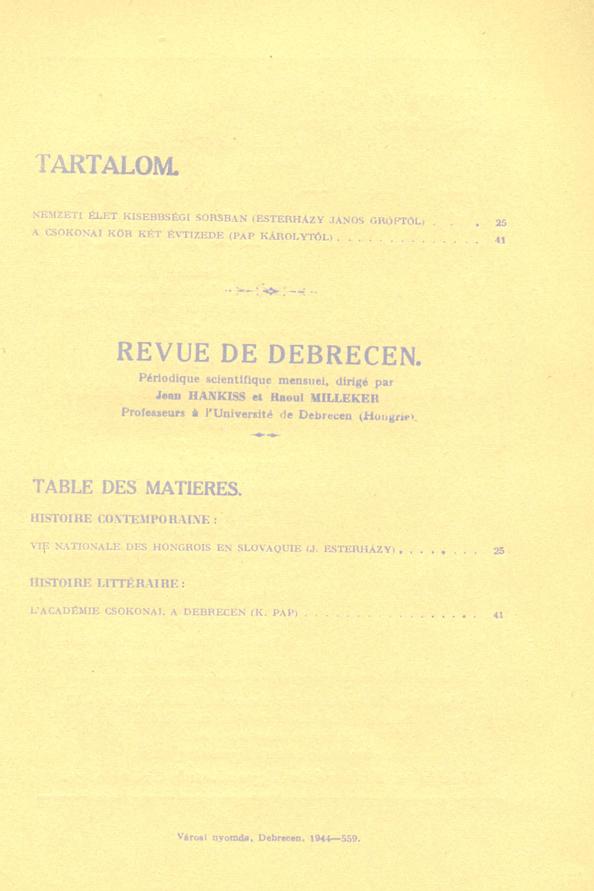 TARTALOM.
NEMZETI ÉLET KISEBBSÉGI SORSBAN (ESTERHÁZY JÁNOS GRÓFTÓL) . . . 25
A CSOKONAI KÖR KÉT ÉVTIZEDE (PAP KÁROLYTÓL) . . . . . . . . . . . . . . 41
REVUE DE DEBRECEN.
Périodique scientifique mensuel, dirigé par
Jean HANKISS et Raoul MILLEKER
Professeurs à l'Université de Debrecen (Hongrie).
TABLE DES MATIERES.
HISTOIRE CONTEMPORAINE :
VIE NATIONALE DES HONGROIS EN SLOVAQUIE (J. ESTERHÁZY) . . . . . . . . 25
HISTOIRE LITTÉRAIRE :
L'ACADÉMIE CSOKONAI, A DEBRECEN (K. PAP) . . . . . . . . . . . . . . . . . 41
Városi nyomda, Debrecen. 1944—559.